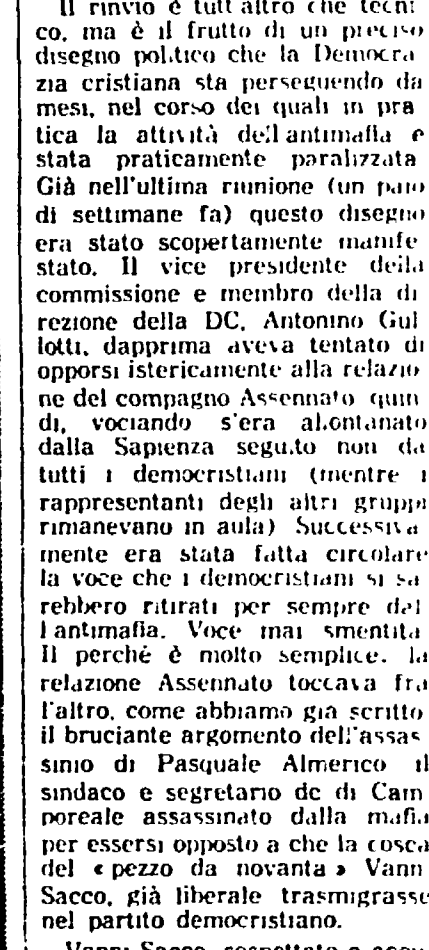 Il rinvio è tutt'altro che tecni
co, ma è il frutto di un preciso
disegno politico che la Democra
zia cristiana sta perseguendo da
mesi, nel corso dei quali in pra
tica la attività dell'antimafia e
stata praticamente paralizzata
Già nell'ultima riunione (un paio
di settimane fa) questo disegno
era stato scopertamente manife
stato. Il vice presidente della
commissione e membro della di
rezione della DC, Antonino Gul
lotti, dapprima aveva tentato di
opporsi istericamente alla relazio
ne del compagno Assennato quin
di, vociando s'era allontanato
dalla Sapienza seguito non da
tutti i democristiani (mentre i
rappresentanti degli altri gruppi
rimanevano in aula) Successiva
mente era stata fatta circolare
la voce che i democristiani si sa
rebbero ritirati per sempre dal
l antimafia. Voce mai smentita
Il perché è molto semplice. la
relazione Assennato toccava fra
l'altro, come abbiamo già scritto
il bruciante argomento dell'assas
sinio di Pasquale Almerico il
sindaco e segretario dc di Cam
poreale assassinato dalla mafia
per essersi opposto a che la cosca
del « pezzo da novanta » Vann
Sacco, già liberale trasmigrasse
nel partito democristiano.
Vanni Sacco, sospettato e